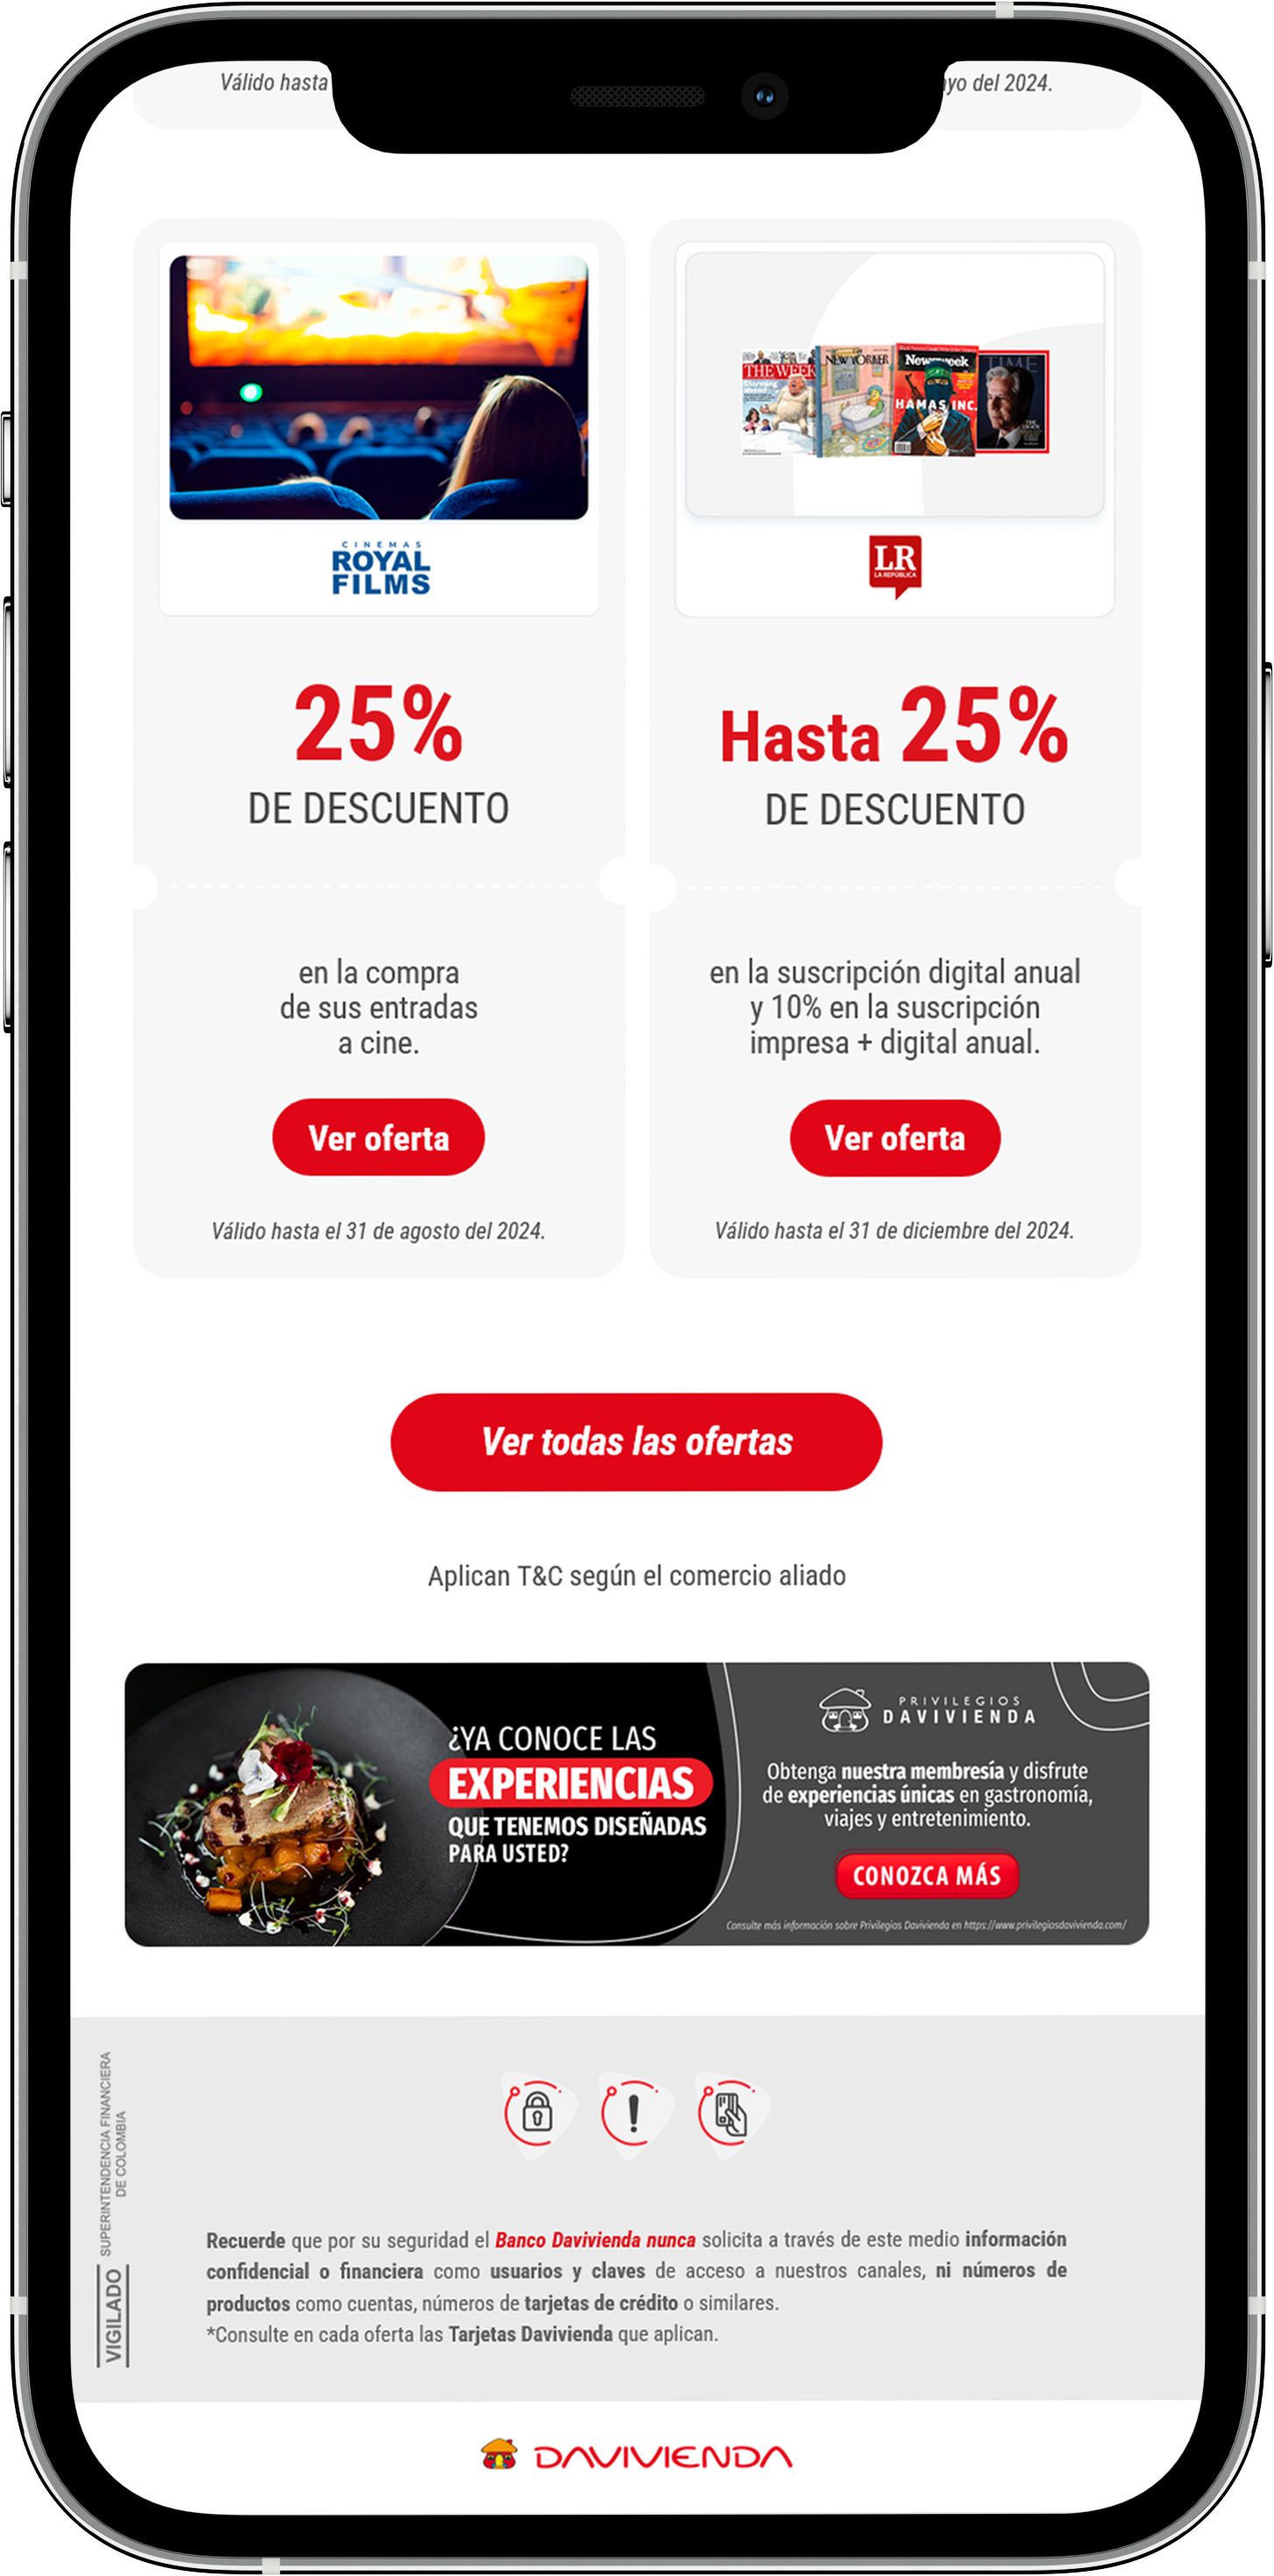 Válido hasta
yo del 2024.
THE WEEK
NEW YORKER
Newsweek
HAMAS INC.
TIME
CINEMAS
ROYAL
FILMS
LR
LA REPÚBLICA
25%
DE DESCUENTO
Hasta 25%
DE DESCUENTO
en la compra
de sus entradas
a cine.
en la suscripción digital anual
y 10% en la suscripción
impresa + digital anual.
Ver oferta
Ver oferta
Válido hasta el 31 de agosto del 2024.
Válido hasta el 31 de diciembre del 2024.
Ver todas las ofertas
Aplican T&C según el comercio aliado
¿YA CONOCE LAS
EXPERIENCIAS
QUE TENEMOS DISEÑADAS
PARA USTED?
PRIVILEGIOS
DAVIVIENDA
Obtenga nuestra membresía y disfrute
de experiencias únicas en gastronomía,
viajes y entretenimiento.
CONOZCA MÁS
Consulte más información sobre Privilegios Davivienda en https://www.privilegiosdavivienda.com/
VIGILADO
SUPERINTENDENCIA FINANCIERA
DE COLOMBIA
Recuerde que por su seguridad el Banco Davivienda nunca solicita a través de este medio información
confidencial o financiera como usuarios y claves de acceso a nuestros canales, ni números de
productos como cuentas, números de tarjetas de crédito o similares.
*Consulte en cada oferta las Tarjetas Davivienda que aplican.
DAVIVIENDA